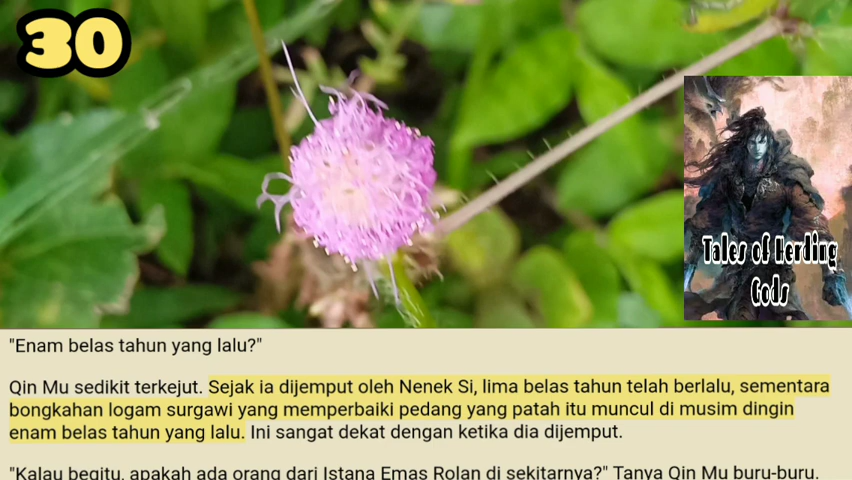 30
Tales of Herding
Gods
"Enam belas tahun yang lalu?"
Qin Mu sedikit terkejut. Sejak ia dijemput oleh Nenek Si, lima belas tahun telah berlalu, sementara
bongkahan logam surgawi yang memperbaiki pedang yang patah itu muncul di musim dingin
enam belas tahun yang lalu. Ini sangat dekat dengan ketika dia dijemput.
"Kalau begitu, apakah ada orang dari Istana Emas Rolan di sekitarnya?" Tanya Qin Mu buru-buru.